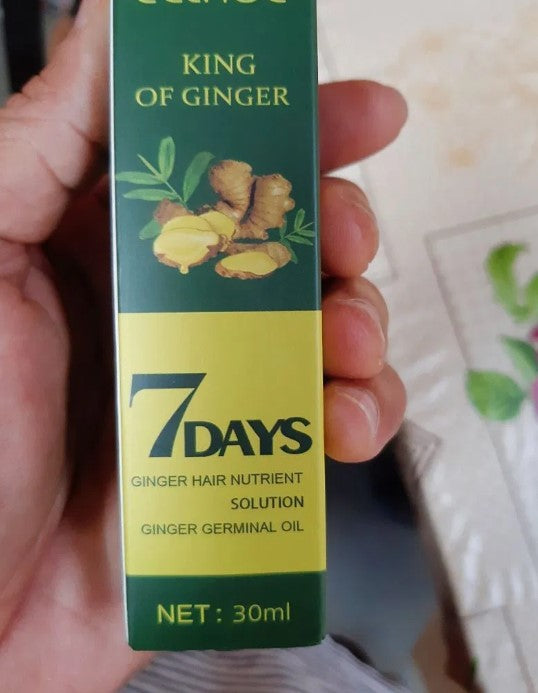 KING
OF GINGER
7DAYS
GINGER HAIR NUTRIENT
SOLUTION
GINGER GERMINAL OIL
NET: 30ml